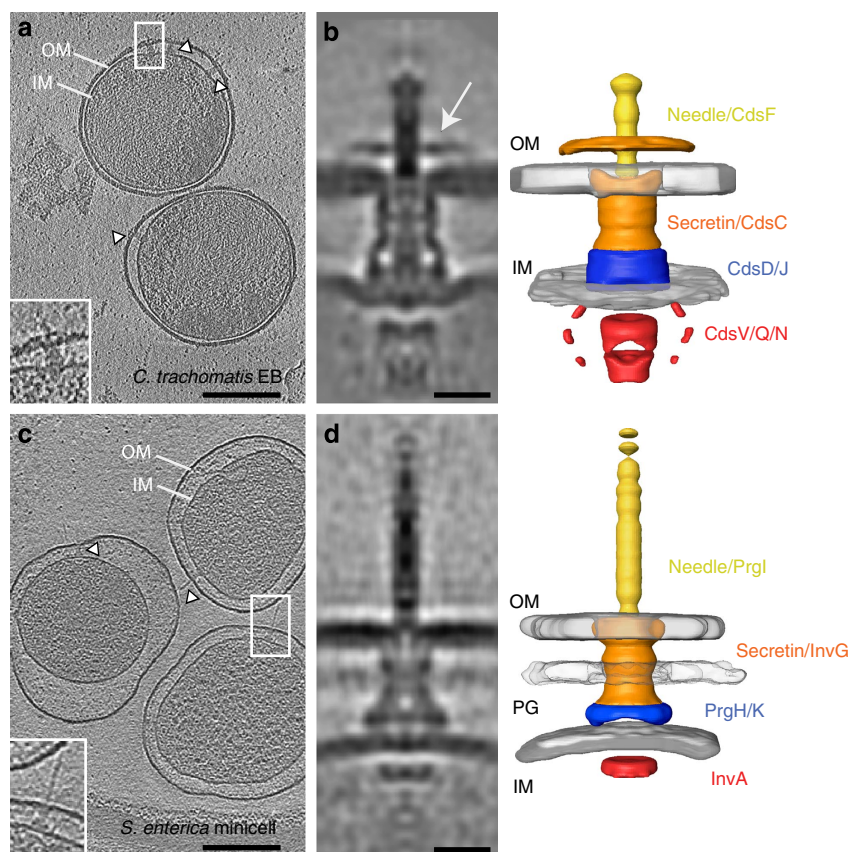 a
OM
IM
C. trachomatis EB
b
Needle/CdsF
OM
Secretin/CdsC
IM
CdsD/J
CdsV/Q/N
c
OM
IM
S. enterica minicell
d
Needle/PrgI
OM
Secretin/InvG
PG
PrgH/K
IM
InvA